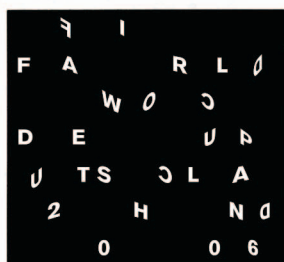 F I
F A R L D
W O C
D E U P
U TS C L A
2 H N D
0 0 6